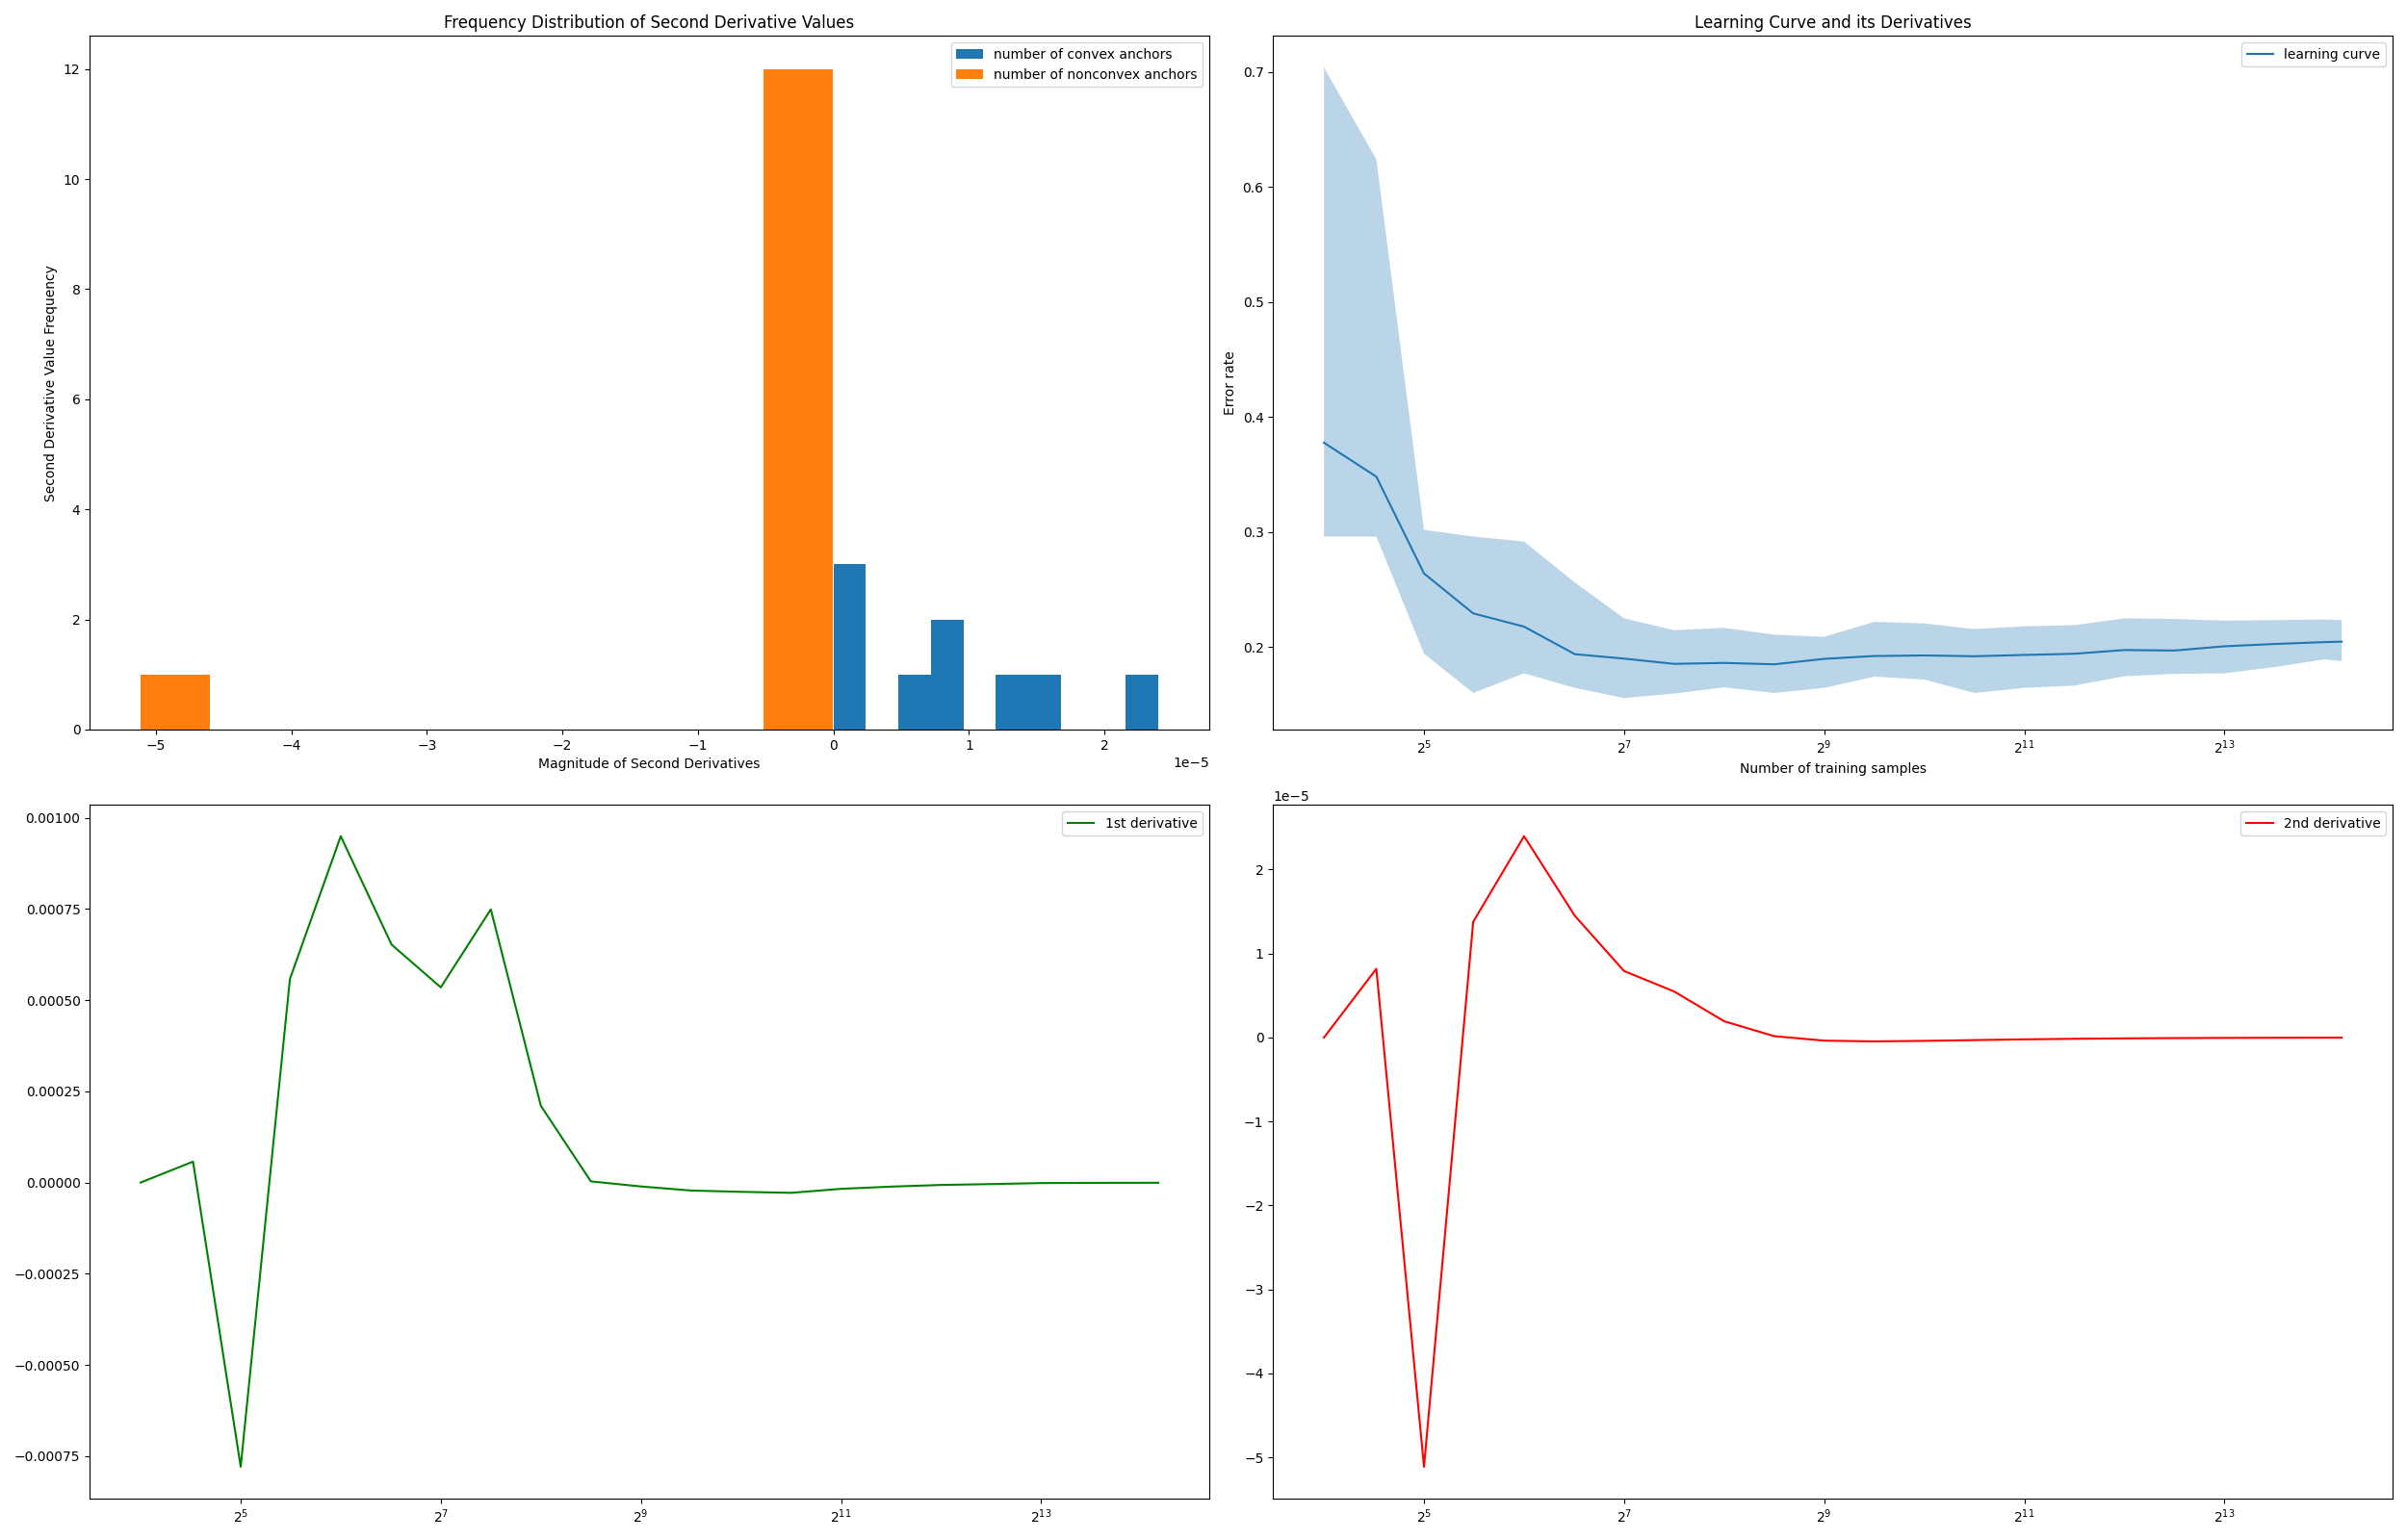 Frequency Distribution of Second Derivative Values
number of convex anchors
number of nonconvex anchors
12
10
8
6
4
2
0
Second Derivative Value Frequency
−5 −4 −3 −2 −1 0 1 2
1e−5
Magnitude of Second Derivatives
Learning Curve and its Derivatives
learning curve
0.7
0.6
0.5
0.4
0.3
0.2
Error rate
2^5 2^7 2^9 2^11 2^13
Number of training samples
1st derivative
0.00100
0.00075
0.00050
0.00025
0.00000
−0.00025
−0.00050
−0.00075
2^5 2^7 2^9 2^11 2^13
1e−5
2nd derivative
2
1
0
−1
−2
−3
−4
−5
2^5 2^7 2^9 2^11 2^13